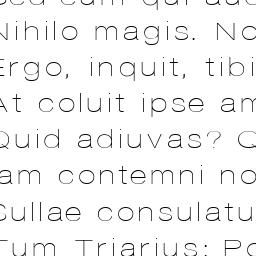 sed cum qui aud
Nihilo magis. No
Ergo, inquit, tibi
At coluit ipse am
Quid adiuvas? Q
am contemni no
Sullae consulatu
Tum Triarius: Po